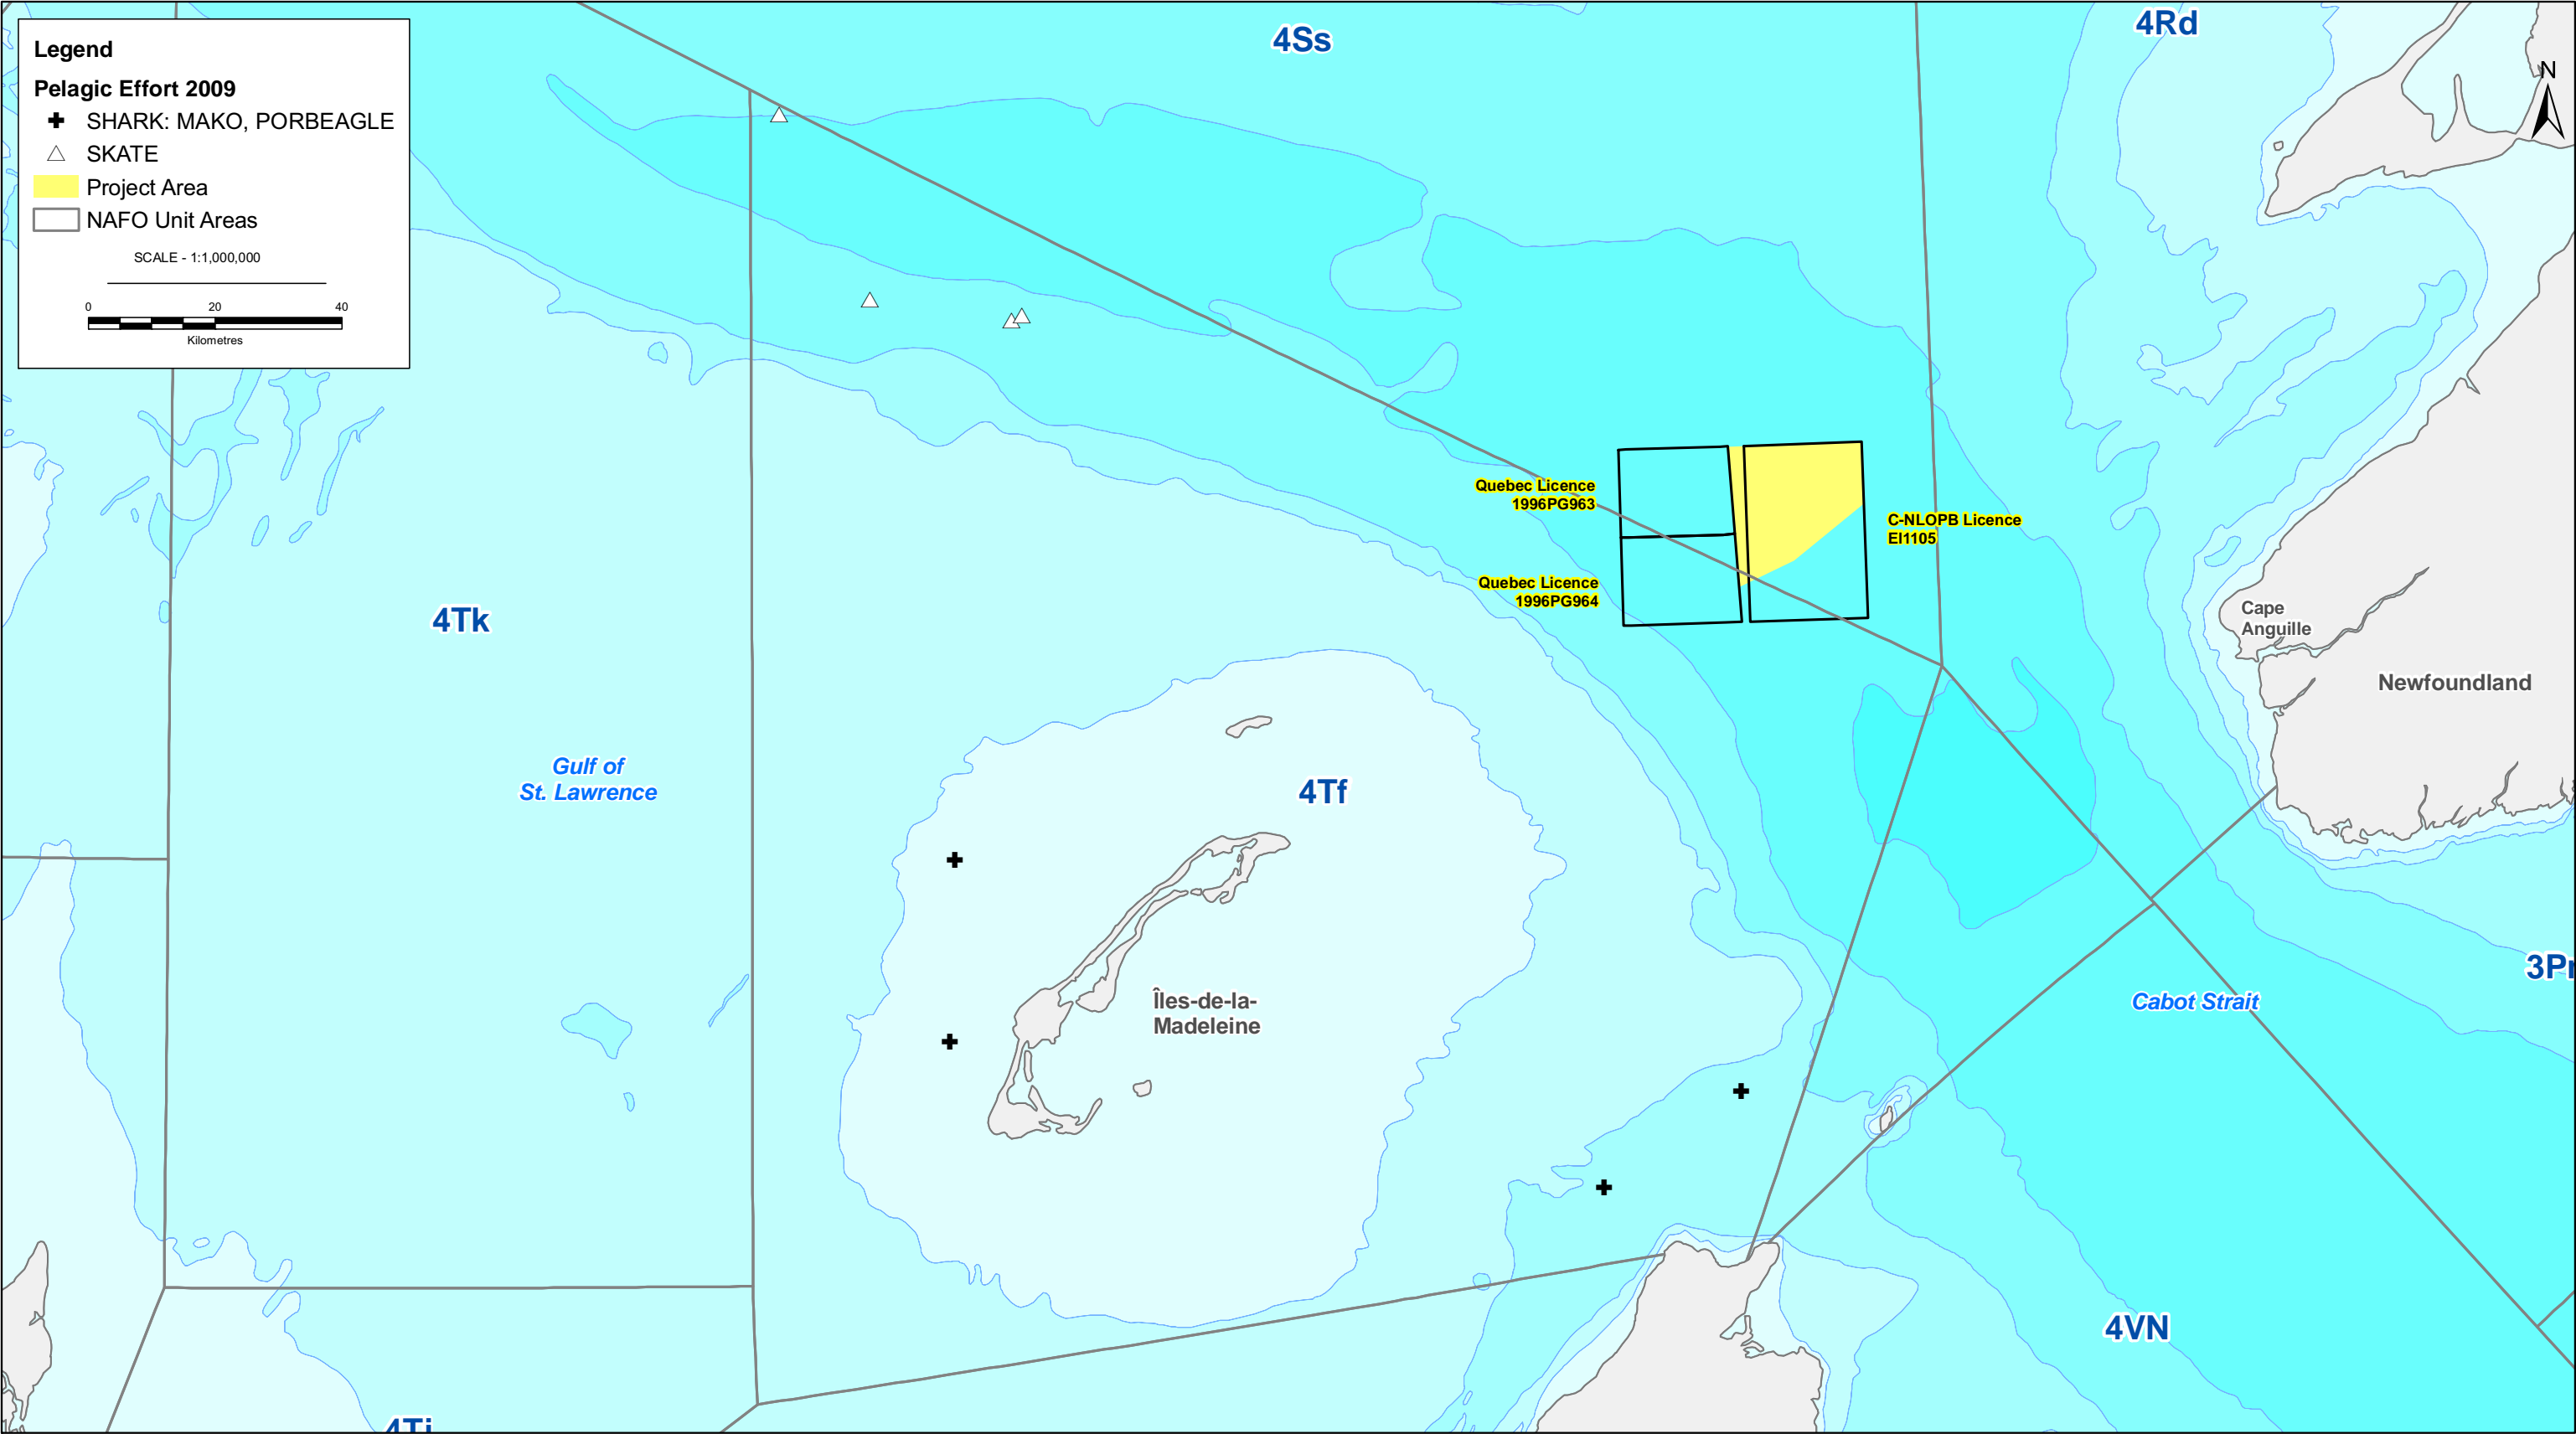 Legend
Pelagic Effort 2009
SHARK: MAKO, PORBEAGLE
SKATE
Project Area
NAFO Unit Areas
SCALE - 1:1,000,000
0 20 40
Kilometres
4Ss
4Rd
N
Quebec Licence
1996PG963
C-NLOPB Licence
El1105
Quebec Licence
1996PG964
Cape
Anguille
4Tk
Newfoundland
Gulf of
St. Lawrence
4Tf
3Pn
Îles-de-la-
Madeleine
Cabot Strait
4VN